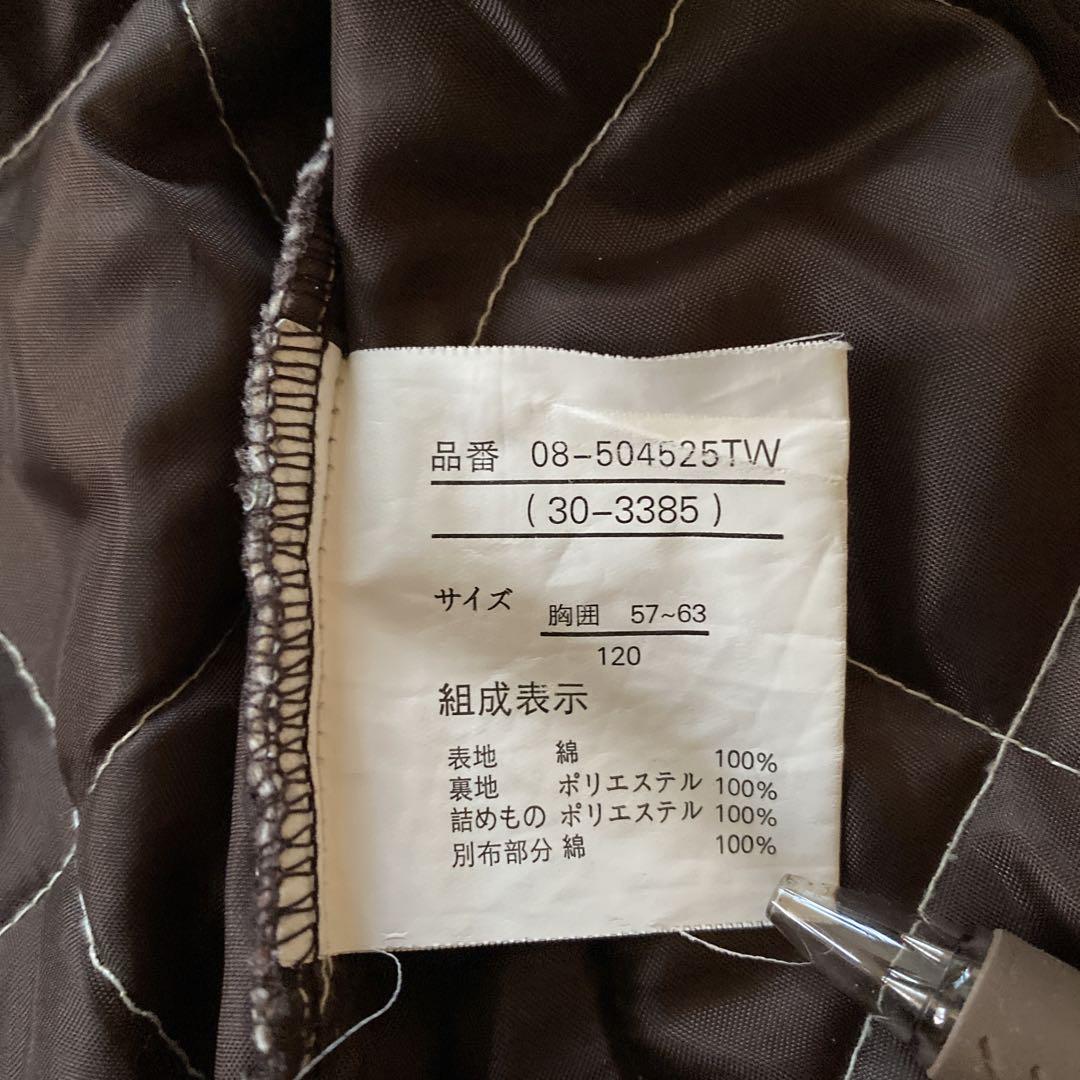 品番 08-504525TW
(30-3385)
サイズ 胸囲 57~63
120
組成表示
表地 綿 100%
裏地 ポリエステル 100%
詰めもの ポリエステル 100%
別布部分 綿 100%